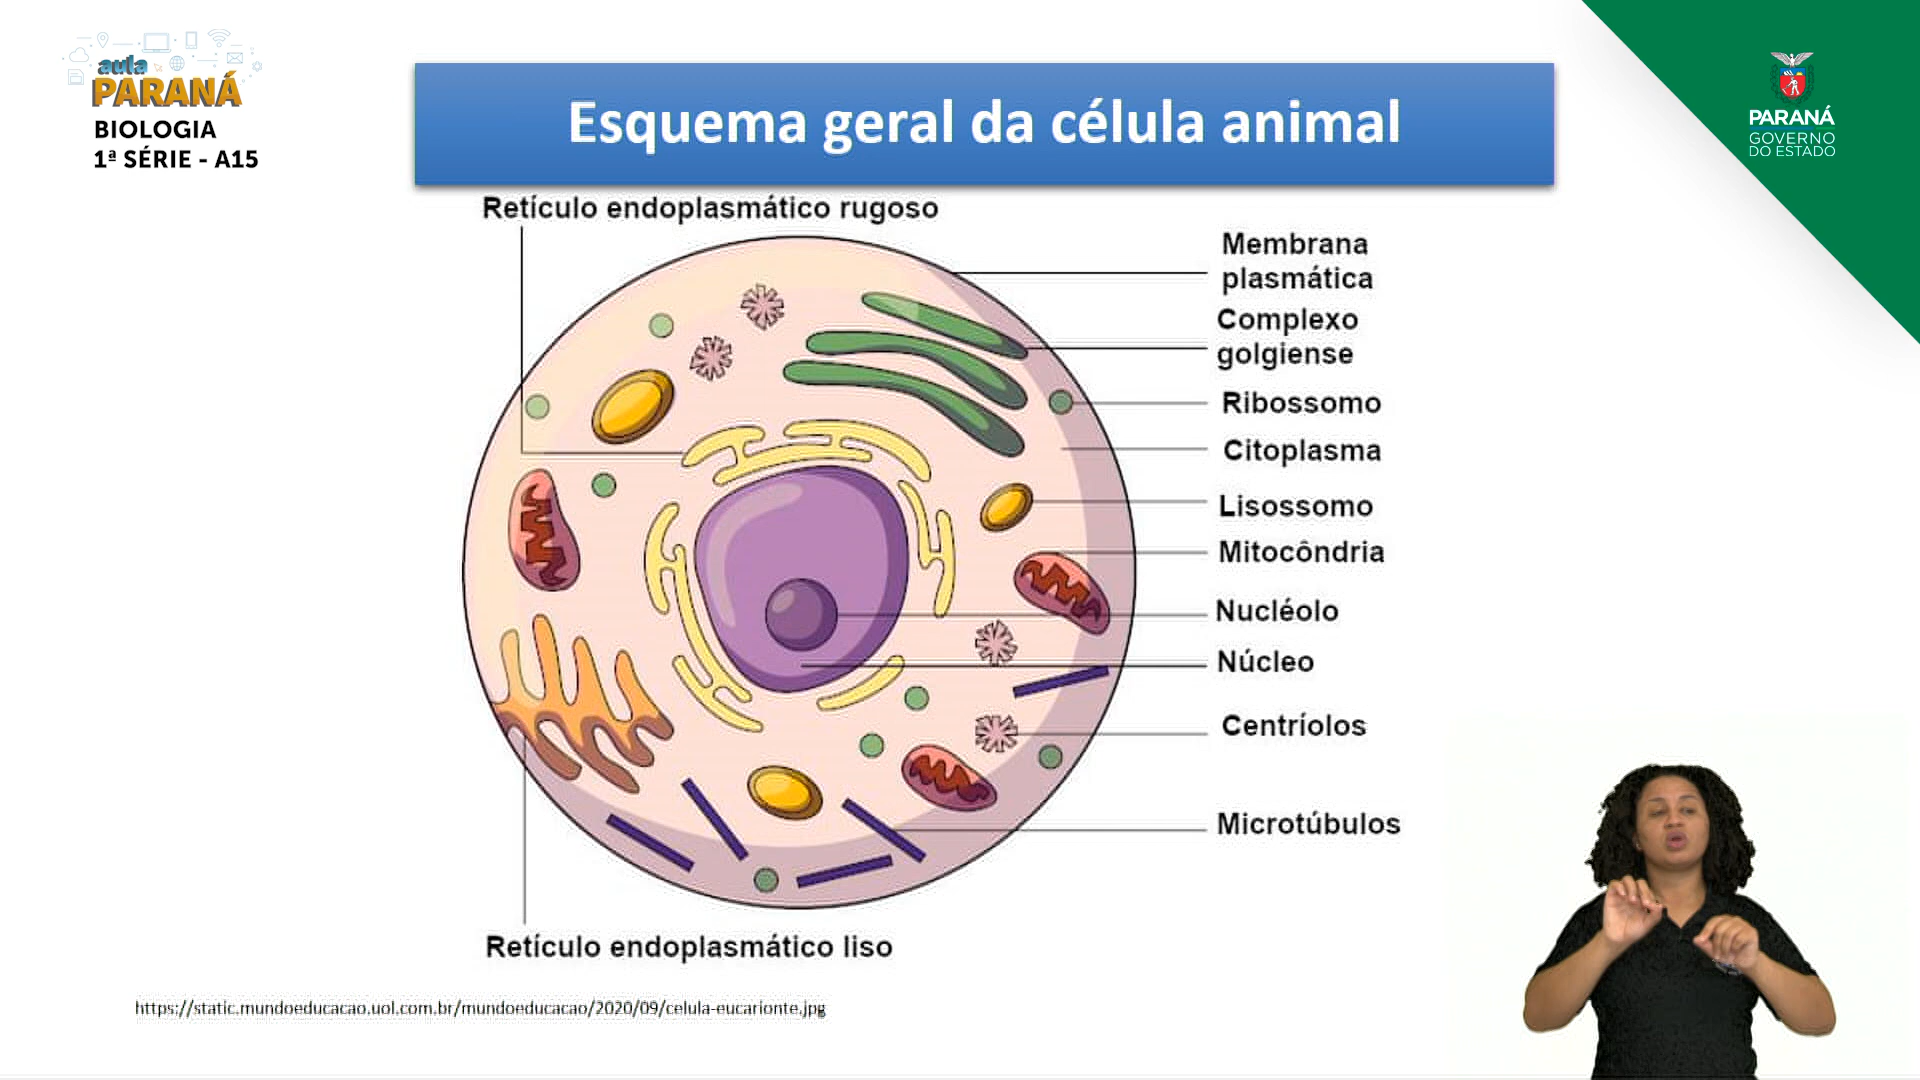 aula
PARANÁ
BIOLOGIA
1ª SÉRIE - A15
Esquema geral da célula animal
PARANÁ
GOVERNO
DO ESTADO
Retículo endoplasmático rugoso
Membrana
plasmática
Complexo
golgiense
Ribossomo
Citoplasma
Lisossomo
Mitocôndria
Nucléolo
Núcleo
Centríolos
Microtúbulos
Retículo endoplasmático liso
https://static.mundoeducacao.uol.com.br/mundoeducacao/2020/09/celula-eucarionte.jpg